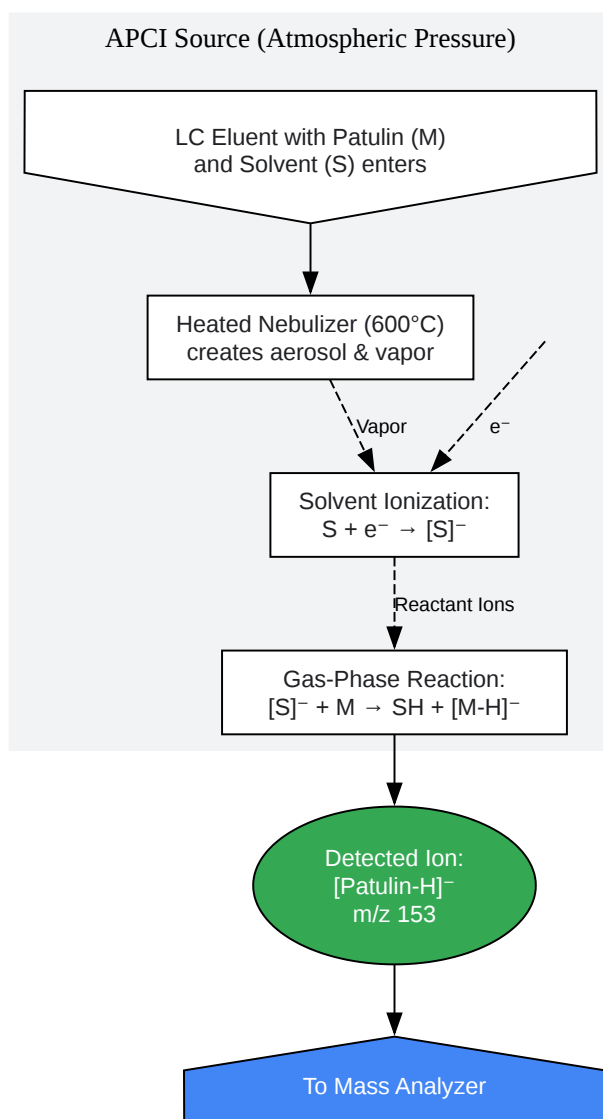 APCI Source (Atmospheric Pressure)
LC Eluent with Patulin (M)
and Solvent (S) enters
Heated Nebulizer (600°C)
creates aerosol & vapor
Vapor
e⁻
Solvent Ionization:
S + e⁻ → [S]⁻
Reactant Ions
Gas-Phase Reaction:
[S]⁻ + M → SH + [M-H]⁻
Detected Ion:
[Patulin-H]⁻
m/z 153
To Mass Analyzer